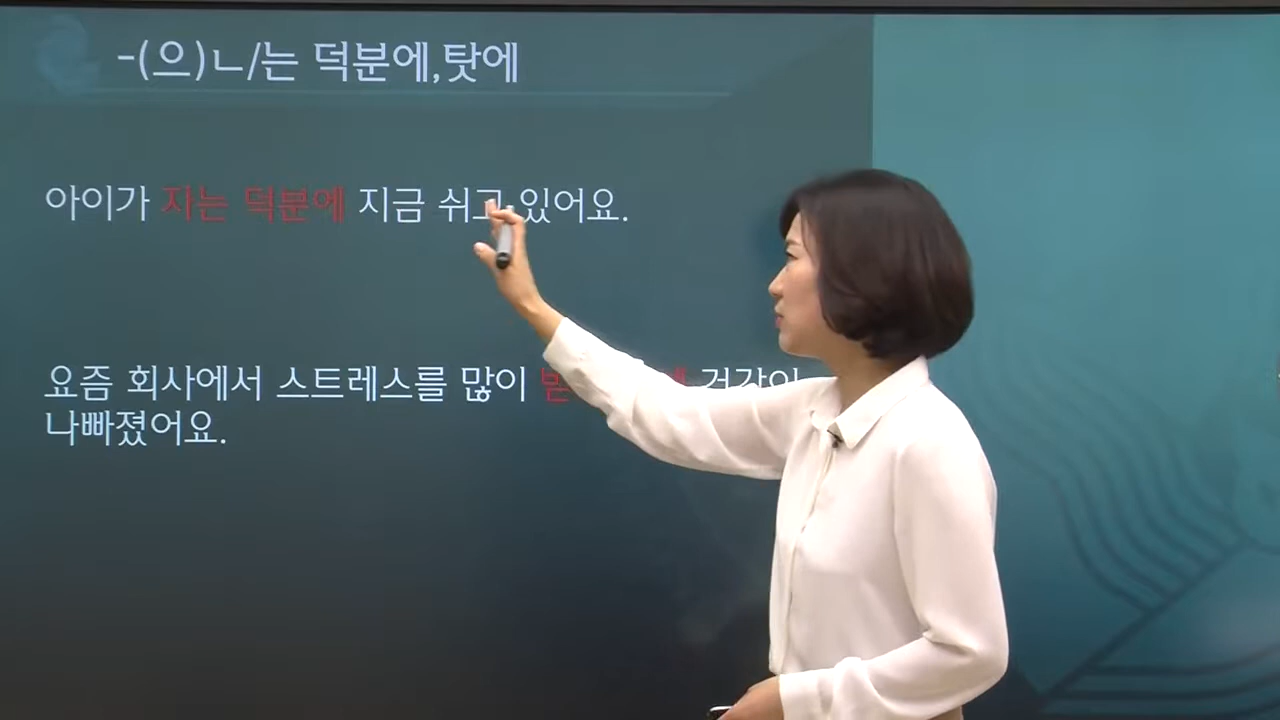 -(으)ㄴ/는 덕분에,탓에
아이가 자는 덕분에 지금 쉬고 있어요.
요즘 회사에서 스트레스를 많이
나빠졌어요.